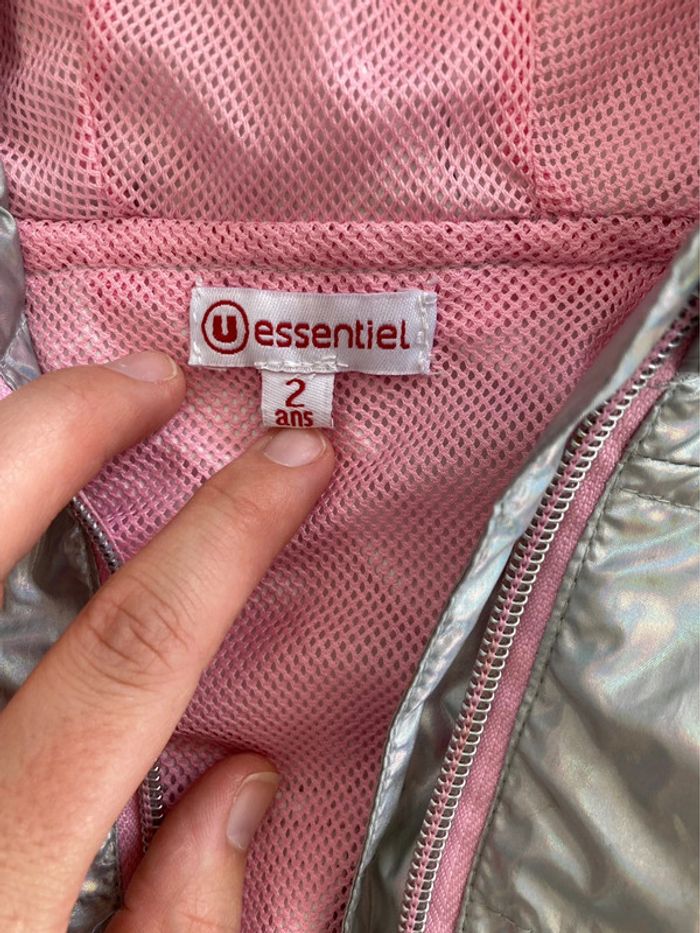 U essentiel
2
ans